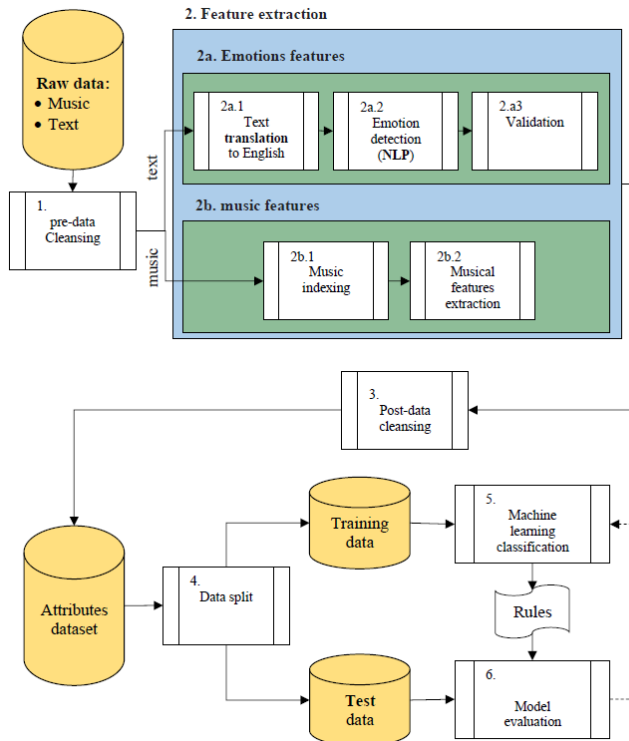 2. Feature extraction
2a. Emotions features
Raw data:
• Music
• Text
2a.1
Text
translation
to English
2a.2
Emotion
detection
(NLP)
2.a3
Validation
text
1.
pre-data
Cleansing
2b. music features
music
2b.1
Music
indexing
2b.2
Musical
features
extraction
3.
Post-data
cleansing
Training
data
5.
Machine
learning
classification
4.
Data split
Attributes
dataset
Rules
Test
data
6.
Model
evaluation